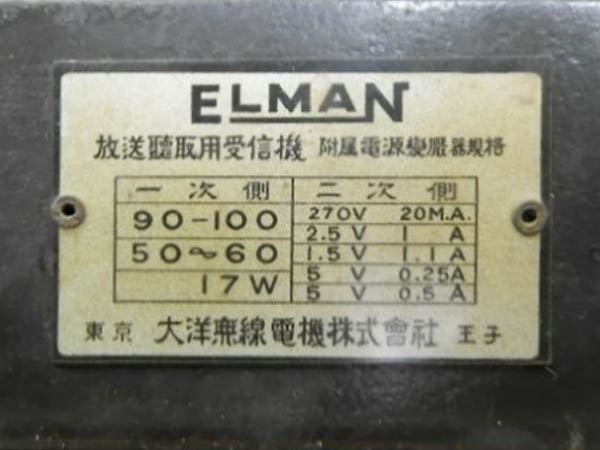 ELMAN
放送聽取用受信機 附屬電源變壓器規格
一次側 二次側
90-100 270V 20M.A.
2.5V 1A
50~60 1.5V 1.1A
17W 5V 0.25A
5V 0.5A
東京 大洋無線電機株式會社 王子